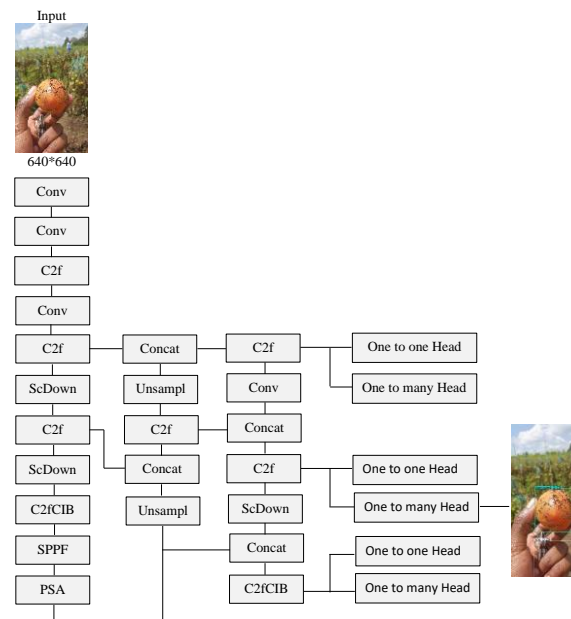 Input
640*640
Conv
Conv
C2f
Conv
C2f
ScDown
C2f
ScDown
C2fCIB
SPPF
PSA
Concat
Unsampl
C2f
Concat
Unsampl
C2f
Conv
Concat
C2f
ScDown
Concat
C2fCIB
One to one Head
One to many Head
One to one Head
One to many Head
One to one Head
One to many Head